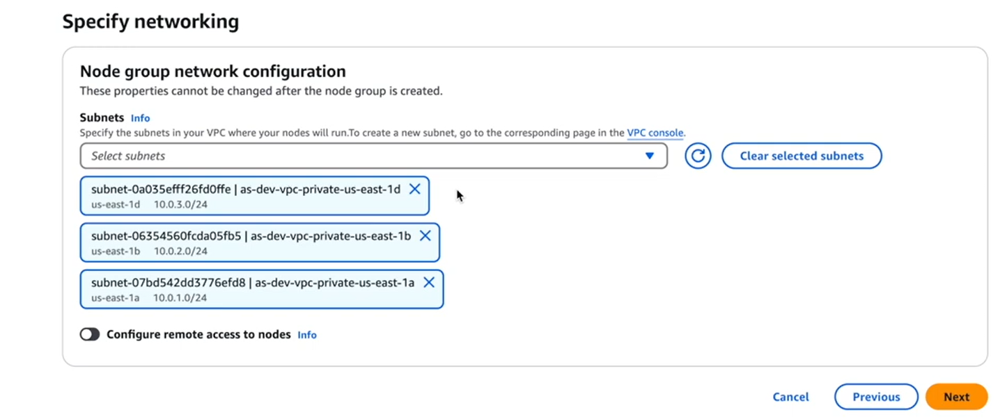 Specify networking
Node group network configuration
These properties cannot be changed after the node group is created.
Subnets Info
Specify the subnets in your VPC where your nodes will run.To create a new subnet, go to the corresponding page in the VPC console.
Select subnets
Clear selected subnets
subnet-0a035efff26fd0ffe | as-dev-vpc-private-us-east-1d
us-east-1d 10.0.3.0/24
subnet-06354560fcda05fb5 | as-dev-vpc-private-us-east-1b
us-east-1b 10.0.2.0/24
subnet-07bd542dd3776efd8 | as-dev-vpc-private-us-east-1a
us-east-1a 10.0.1.0/24
Configure remote access to nodes Info
Cancel
Previous
Next